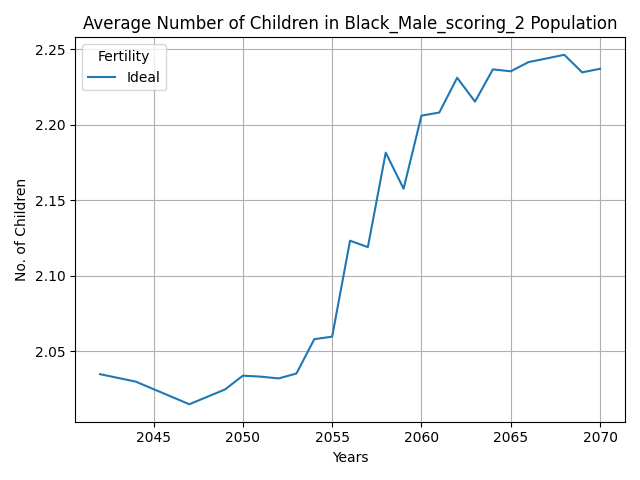 Average Number of Children in Black_Male_scoring_2 Population
Fertility
Ideal
No. of Children
2.25
2.20
2.15
2.10
2.05
2045 2050 2055 2060 2065 2070
Years